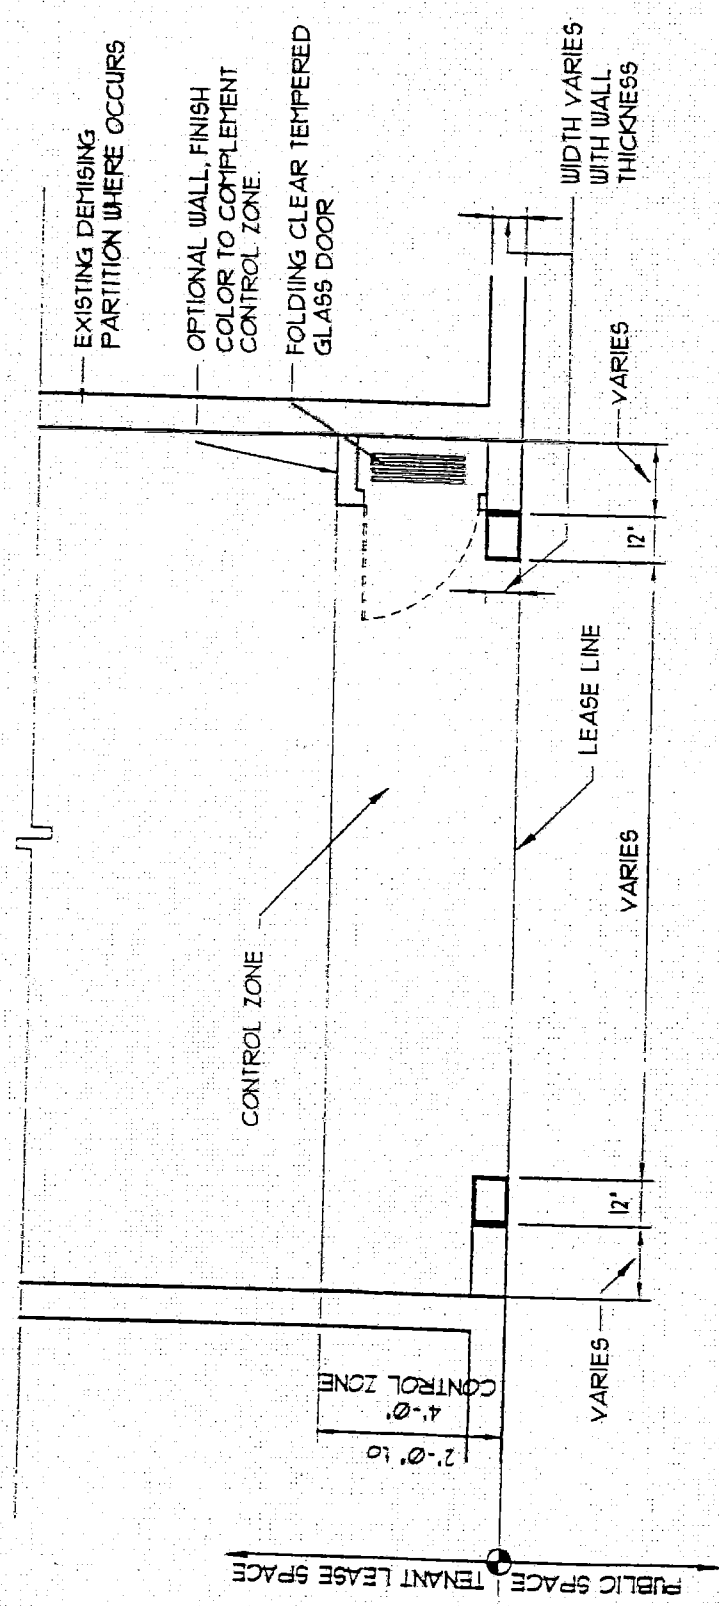 EXISTING DEMISING
PARTITION WHERE OCCURS
OPTIONAL WALL, FINISH
COLOR TO COMPLEMENT
CONTROL ZONE.
FOLDING CLEAR TEMPERED
GLASS DOOR
WIDTH VARIES
WITH WALL
THICKNESS
VARIES
12"
LEASE LINE
VARIES
CONTROL ZONE
12"
VARIES
2'-0" to
4'-0"
CONTROL ZONE
PUBLIC SPACE
TENANT LEASE SPACE